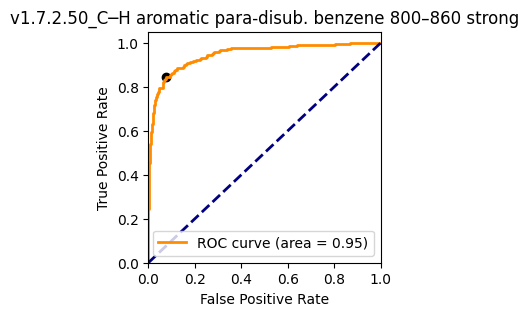 v1.7.2.50_C─H aromatic para-disub. benzene 800–860 strong
1.0
0.8
0.6
0.4
0.2
0.0
True Positive Rate
ROC curve (area = 0.95)
0.0 0.2 0.4 0.6 0.8 1.0
False Positive Rate